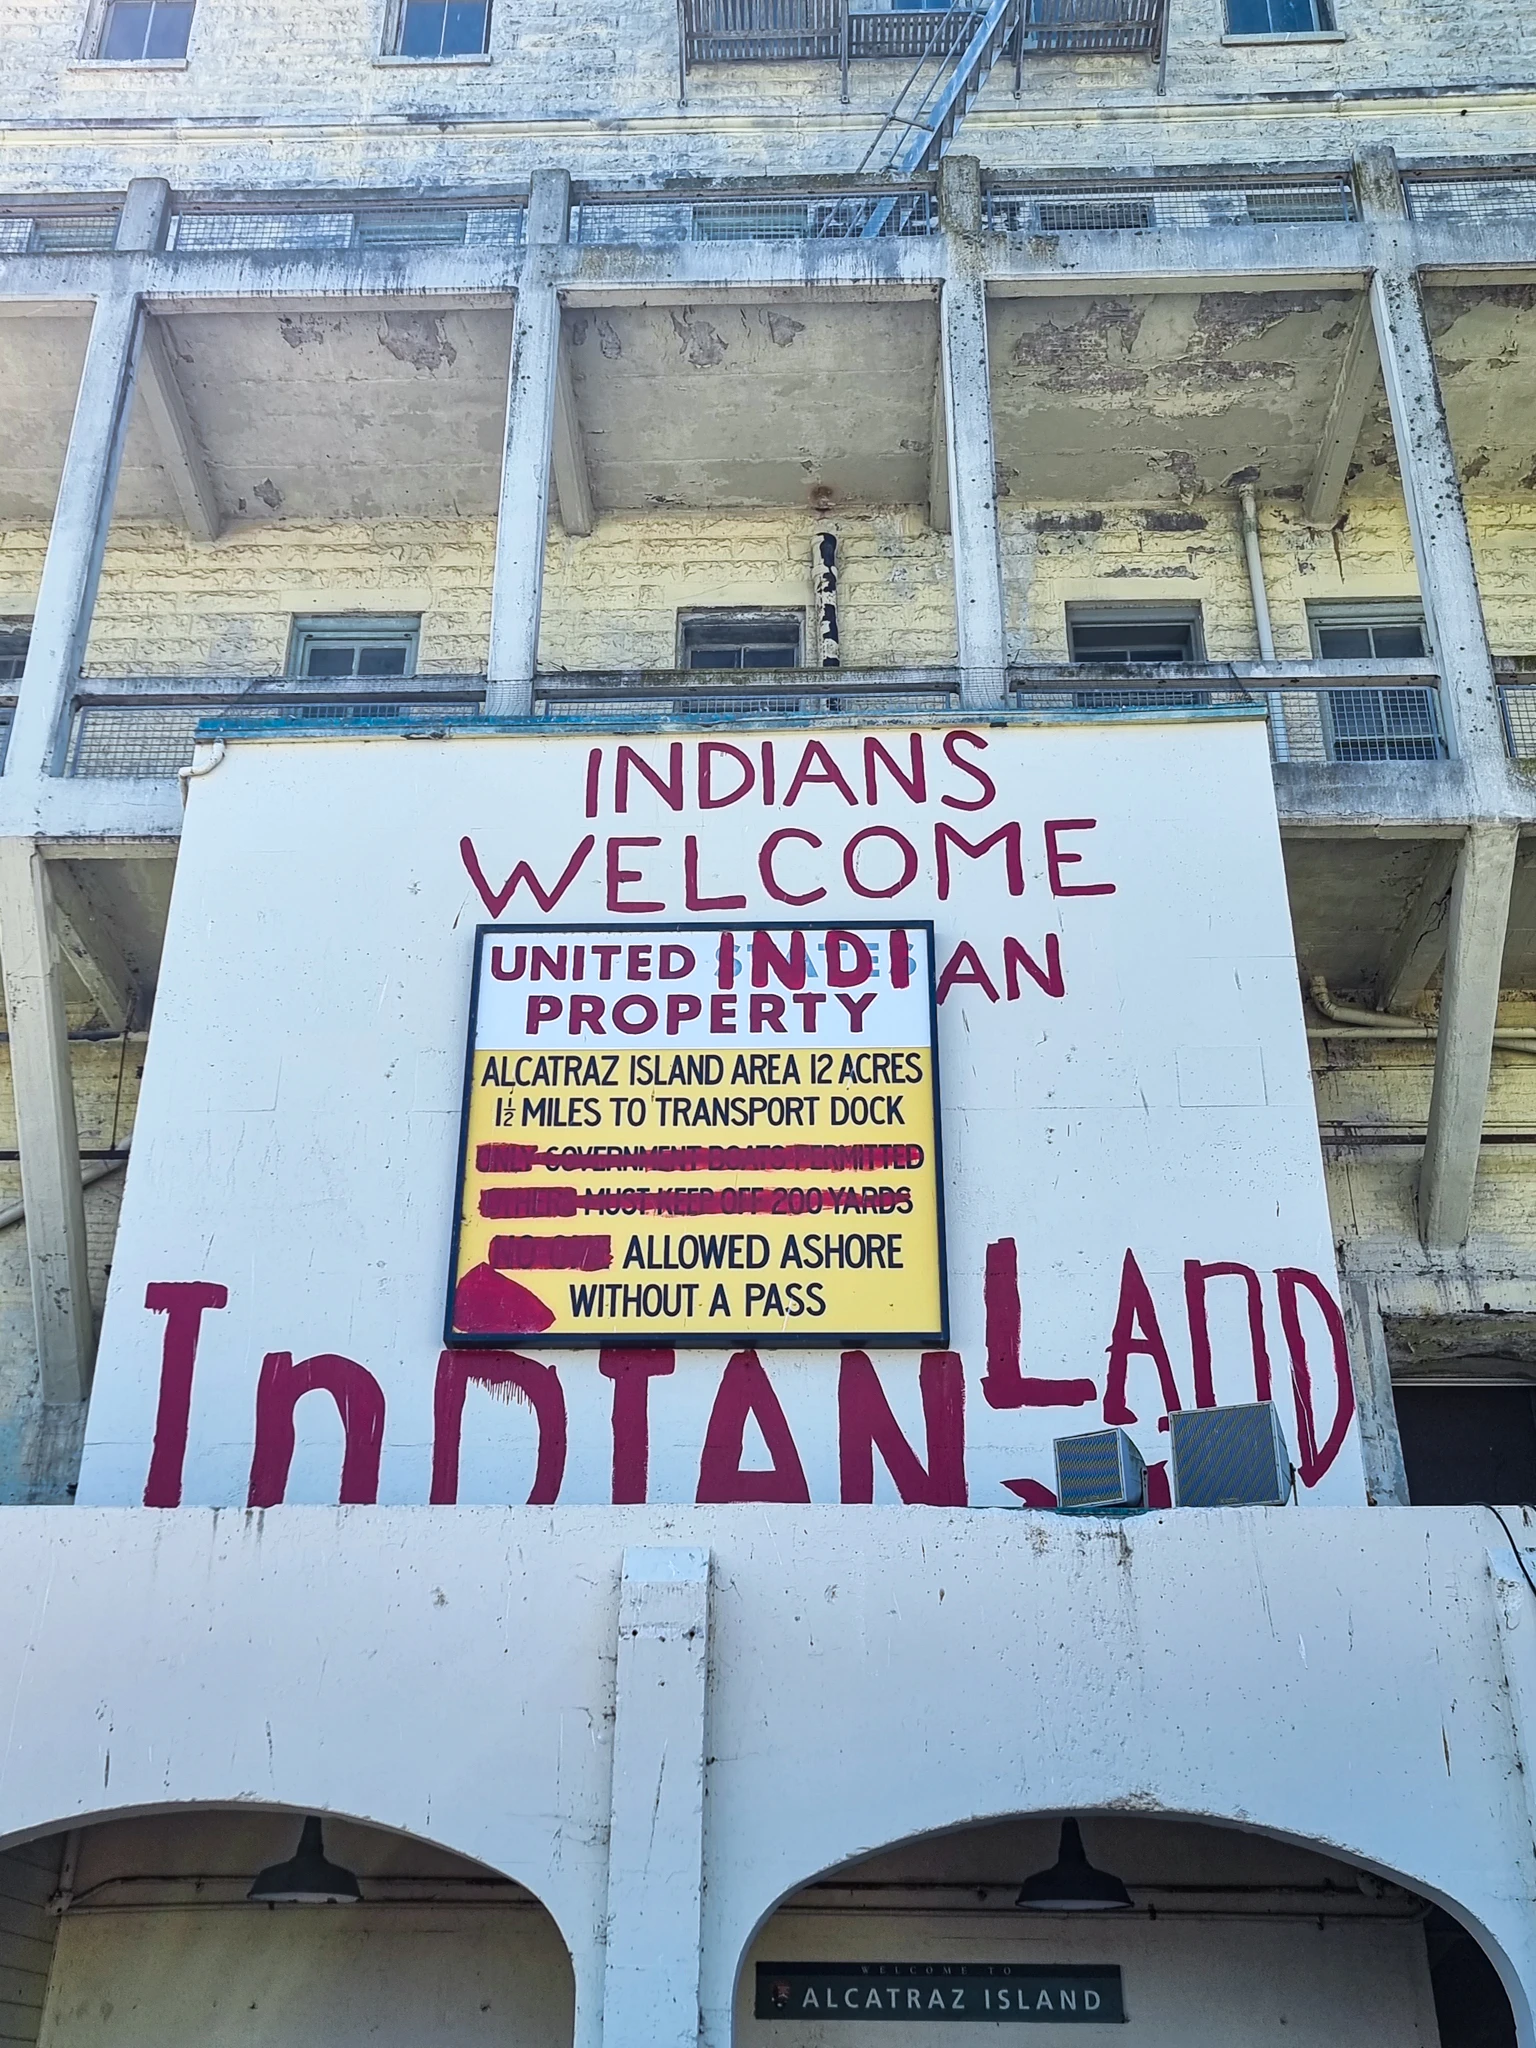 INDIANS
WELCOME
UNITED INDIAN
PROPERTY
ALCATRAZ ISLAND AREA 12 ACRES
1½ MILES TO TRANSPORT DOCK
ONLY GOVERNMENT BOATS PERMITTED
OTHERS MUST KEEP OFF 200 YARDS
NO ONE ALLOWED ASHORE
WITHOUT A PASS
INDIAN LAND
WELCOME TO
ALCATRAZ ISLAND